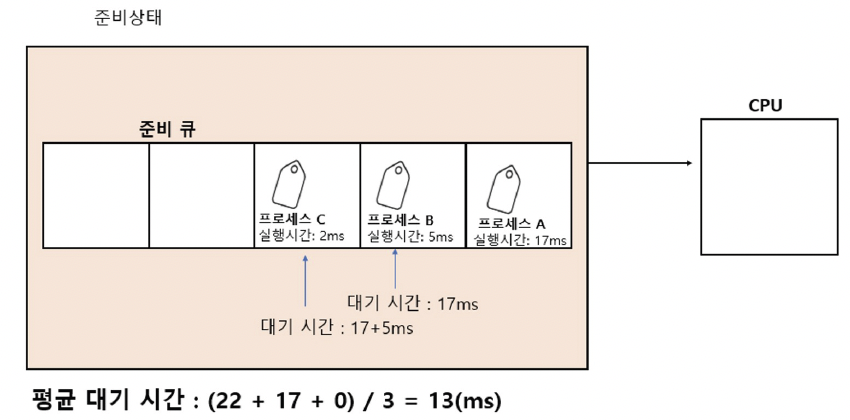 준비상태
준비 큐
CPU
프로세스 C
실행시간: 2ms
프로세스 B
실행시간: 5ms
프로세스 A
실행시간: 17ms
대기 시간 : 17ms
대기 시간 : 17+5ms
평균 대기 시간 : (22 + 17 + 0) / 3 = 13(ms)